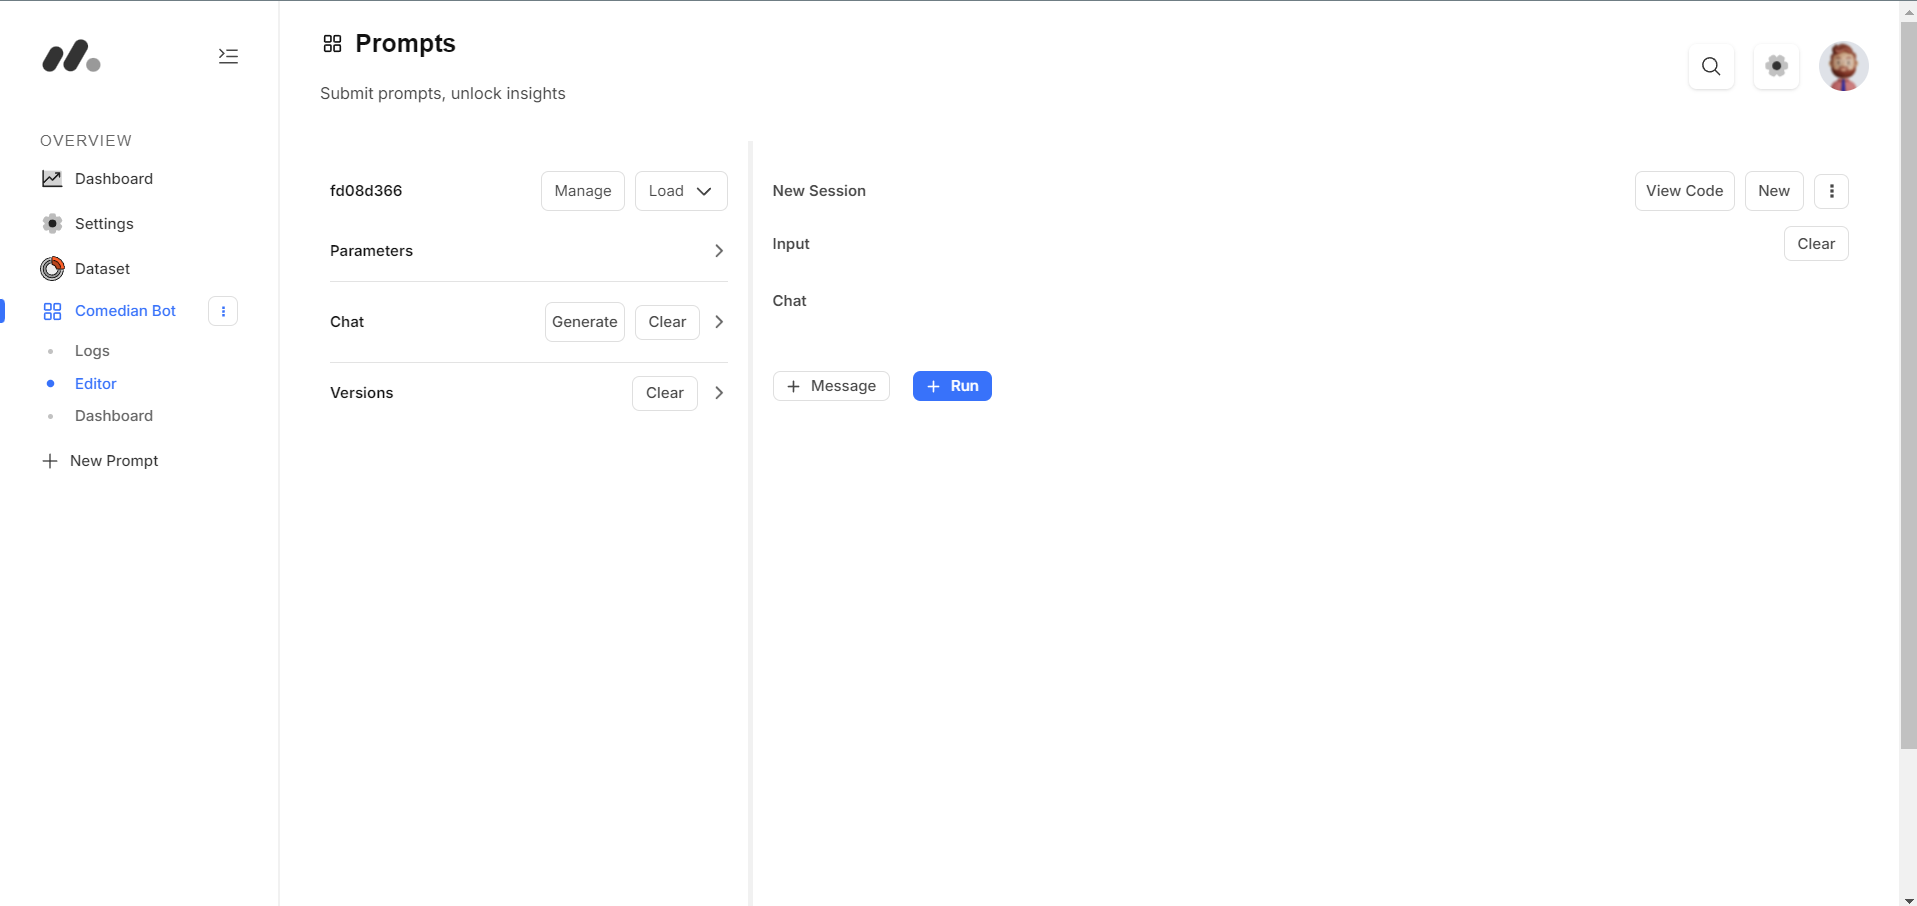 Prompts
Submit prompts, unlock insights
OVERVIEW
Dashboard
Settings
Dataset
Comedian Bot
Logs
Editor
Dashboard
New Prompt
fd08d366
Manage
Load
Parameters
Chat
Generate
Clear
Versions
Clear
New Session
View Code
New
Input
Clear
Chat
Message
Run